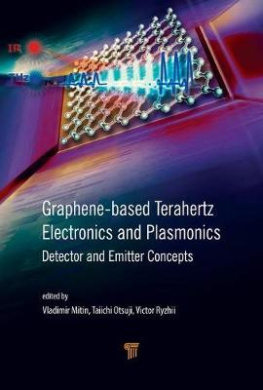 IR
THz
Graphene-based Terahertz
Electronics and Plasmonics
Detector and Emitter Concepts
edited by
Vladimir Mitin, Taiichi Otsuji, Victor Ryzhii